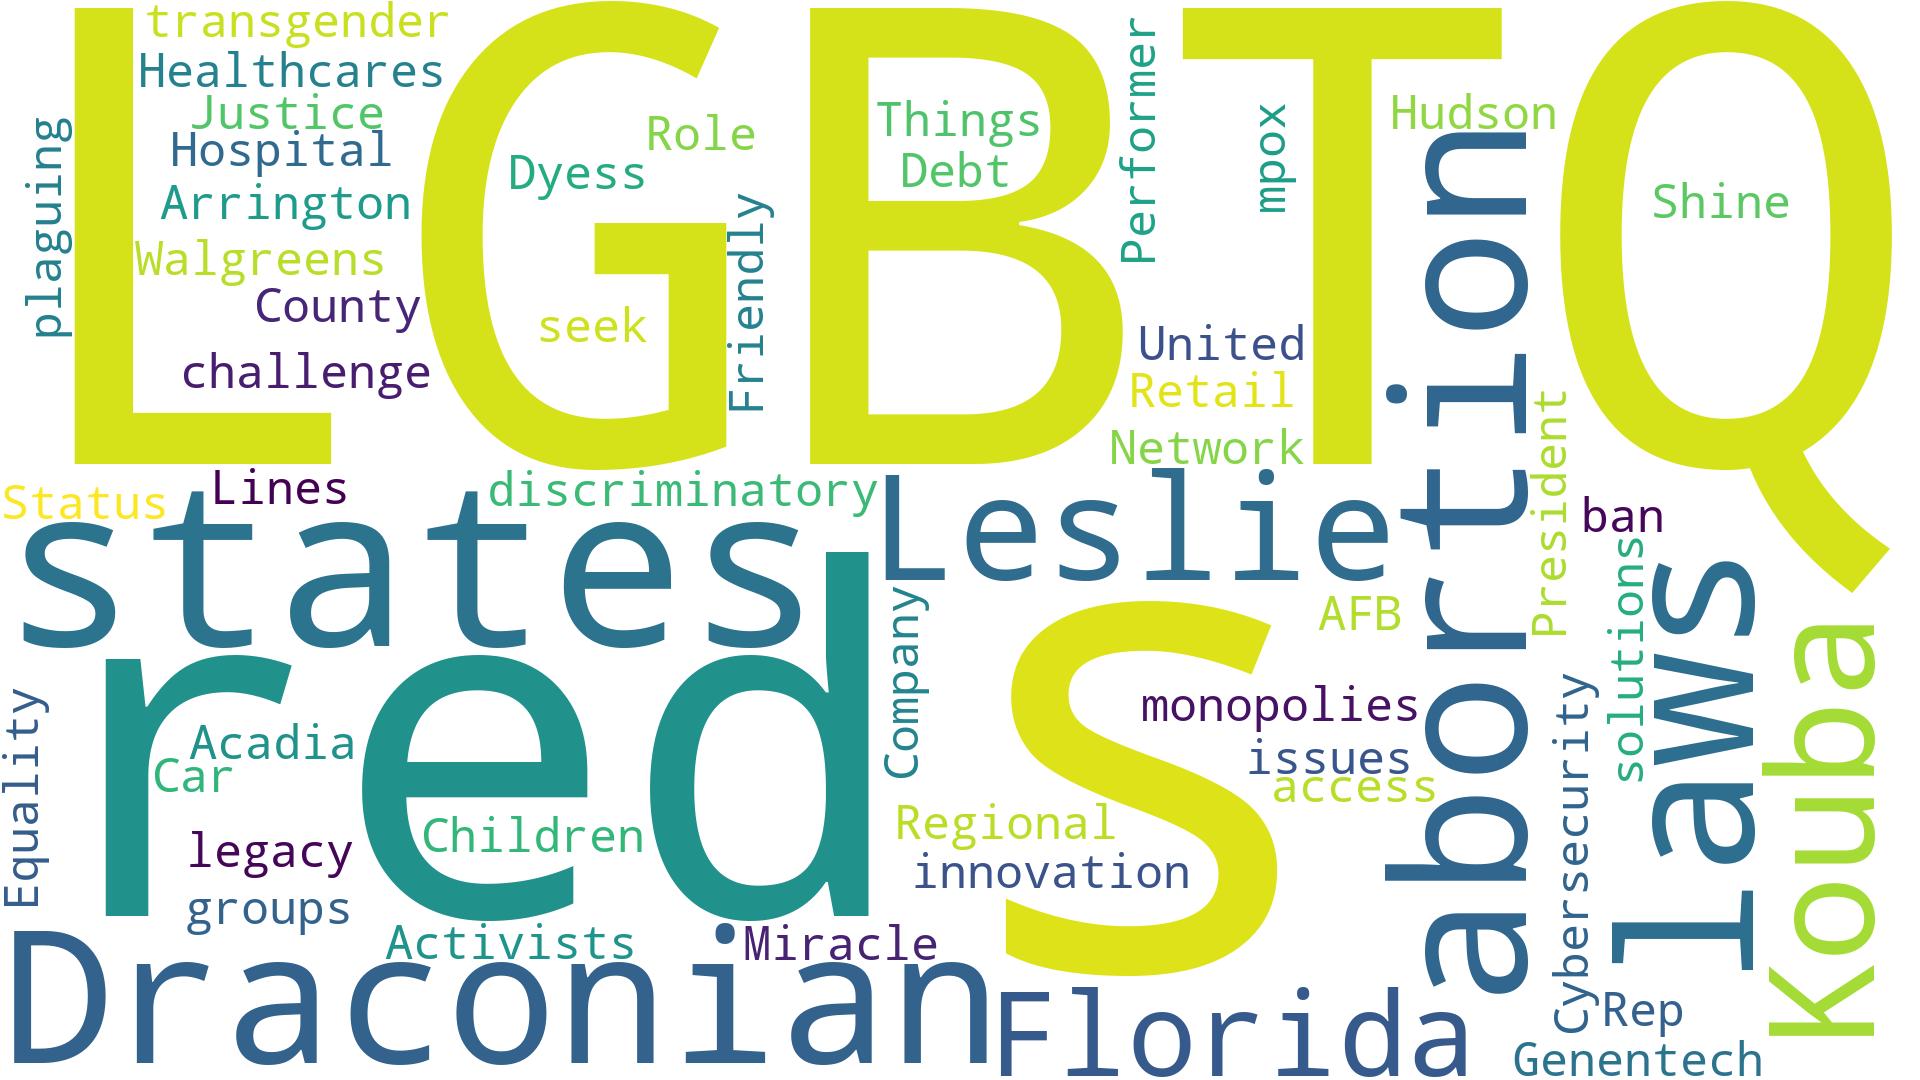 LGBTQ
transgender
Healthcares
Justice
Hospital
Arrington
Walgreens
County
challenge
plaguing
Role
Dyess
seek
Friendly
Things
Debt
Performer
mpox
Hudson
Shine
United
Retail
Network
abortion
President
ban
Status
Lines
discriminatory
states
Leslie
AFB
solutions
laws
Kouba
red
Company
S
monopolies
issues
access
Cybersecurity
Equality
Acadia
Car
legacy
Children
groups
Regional
innovation
Activists
Miracle
Draconian
Florida
Rep
Genentech